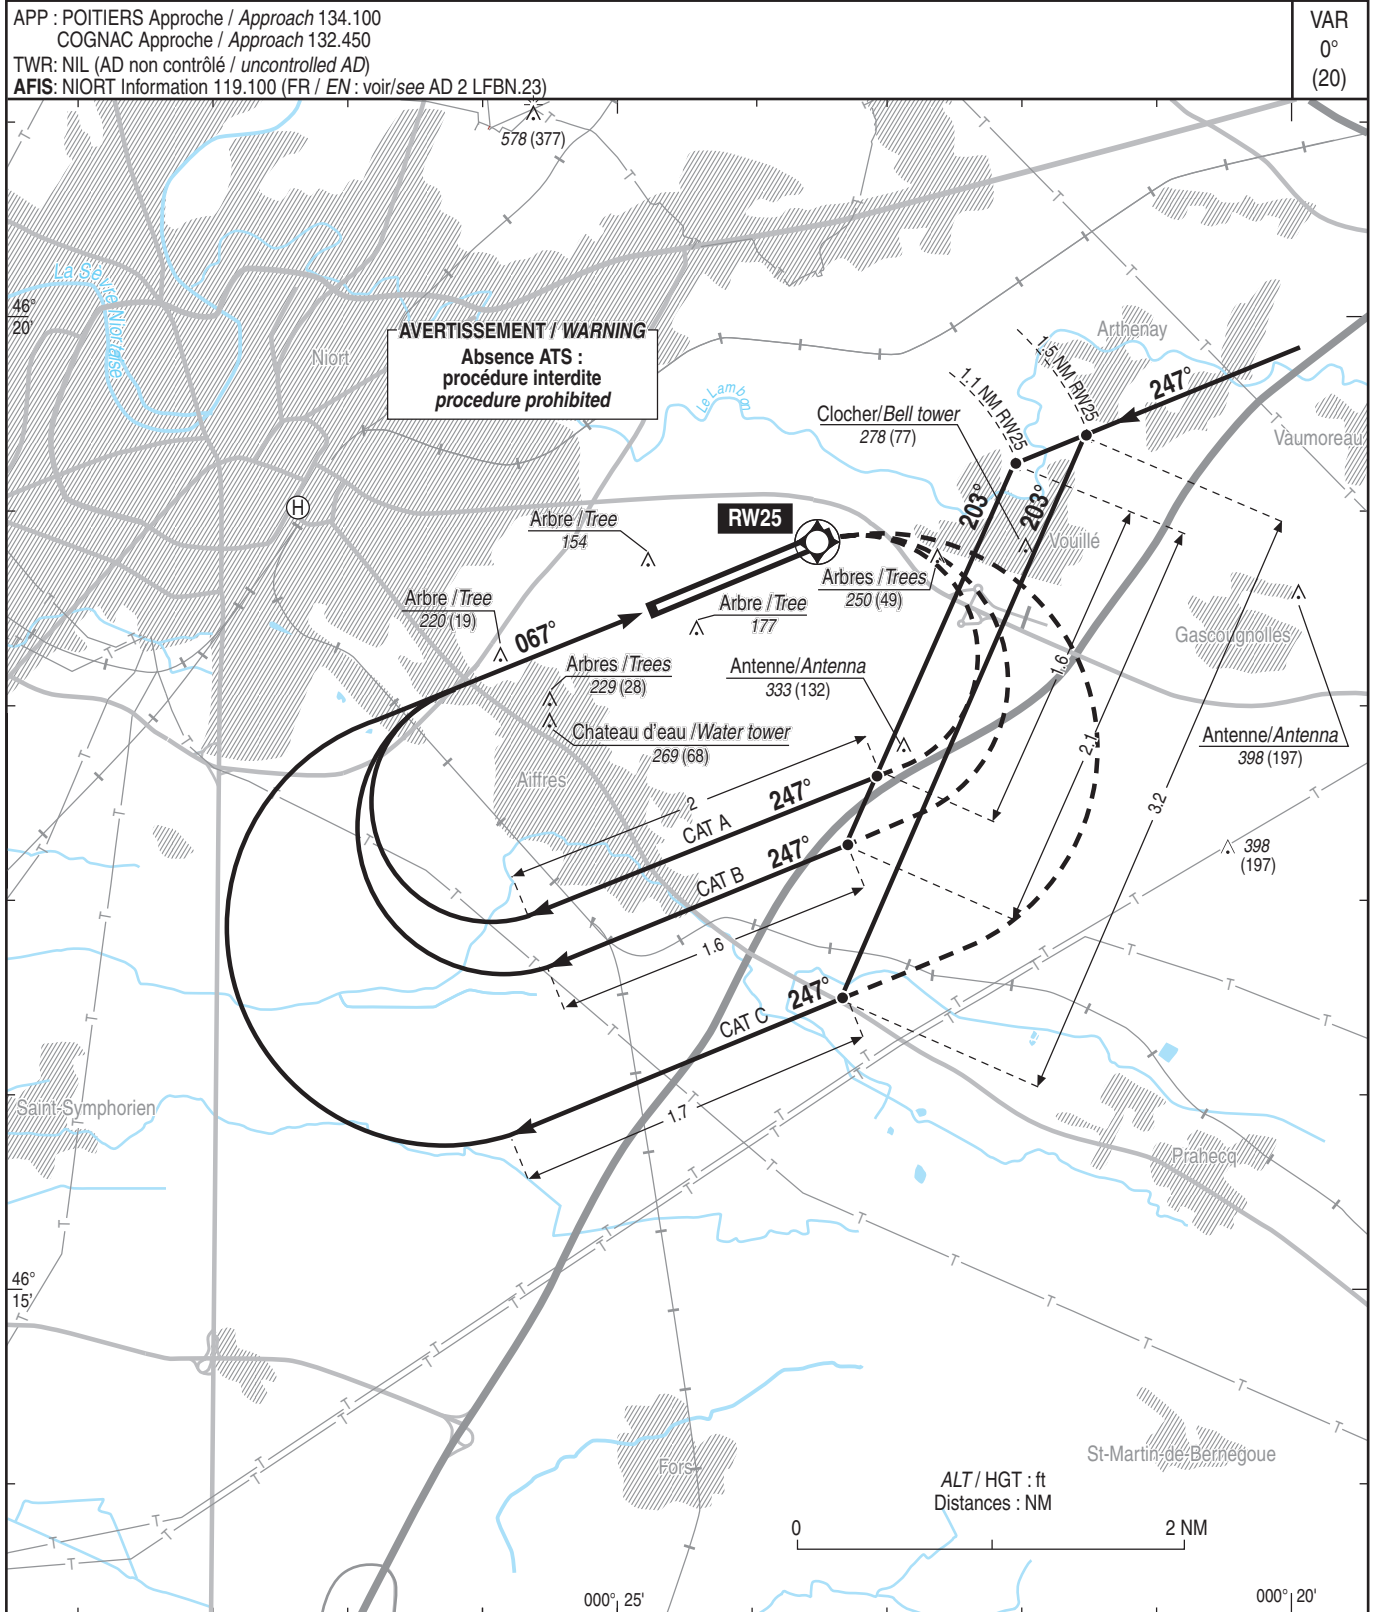 APP : POITIERS Approche / Approach 134.100
COGNAC Approche / Approach 132.450
TWR: NIL (AD non contrôlé / uncontrolled AD)
AFIS: NIORT Information 119.100 (FR / EN : voir/see AD 2 LFBN.23)
VAR
0°
(20)
578 (377)
La Sèvre Niortaise
46°
20'
Niort
AVERTISSEMENT / WARNING
Absence ATS :
procédure interdite
procedure prohibited
Le Lambon
Arthenay
1.5 NM RW25
1.1 NM RW25
247°
Clocher/Bell tower
278 (77)
Vaumoreau
H
RW25
203°
203°
Vouillé
Arbre /Tree
154
Arbres /Trees
250 (49)
Arbre /Tree
220 (19)
067°
Arbre /Tree
177
Gascougnolles
Arbres /Trees
229 (28)
Antenne/Antenna
333 (132)
1.6
Chateau d'eau /Water tower
269 (68)
2.1
Antenne/Antenna
398 (197)
Aiffres
2
247°
CAT A
3.2
247°
CAT B
398
(197)
1.6
247°
CAT C
1.7
Saint-Symphorien
Prahecq
46°
15'
Fors
St-Martin-de-Bernegoue
ALT / HGT : ft
Distances : NM
0
2 NM
000° 25'
000° 20'